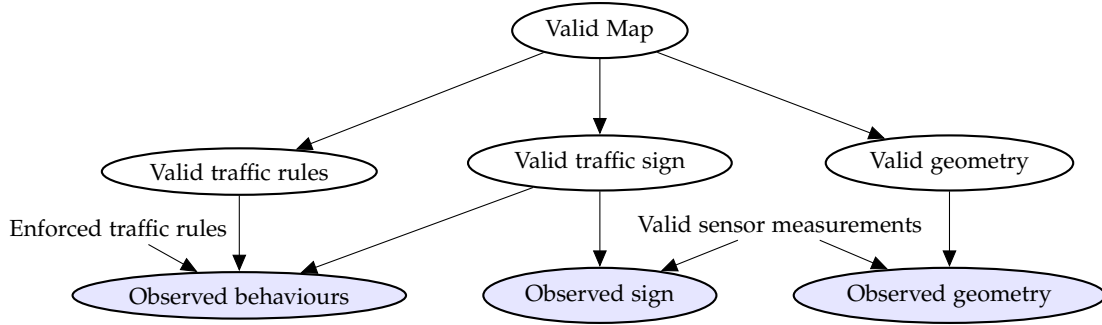 Valid Map
Valid traffic rules
Valid traffic sign
Valid geometry
Enforced traffic rules
Valid sensor measurements
Observed behaviours
Observed sign
Observed geometry